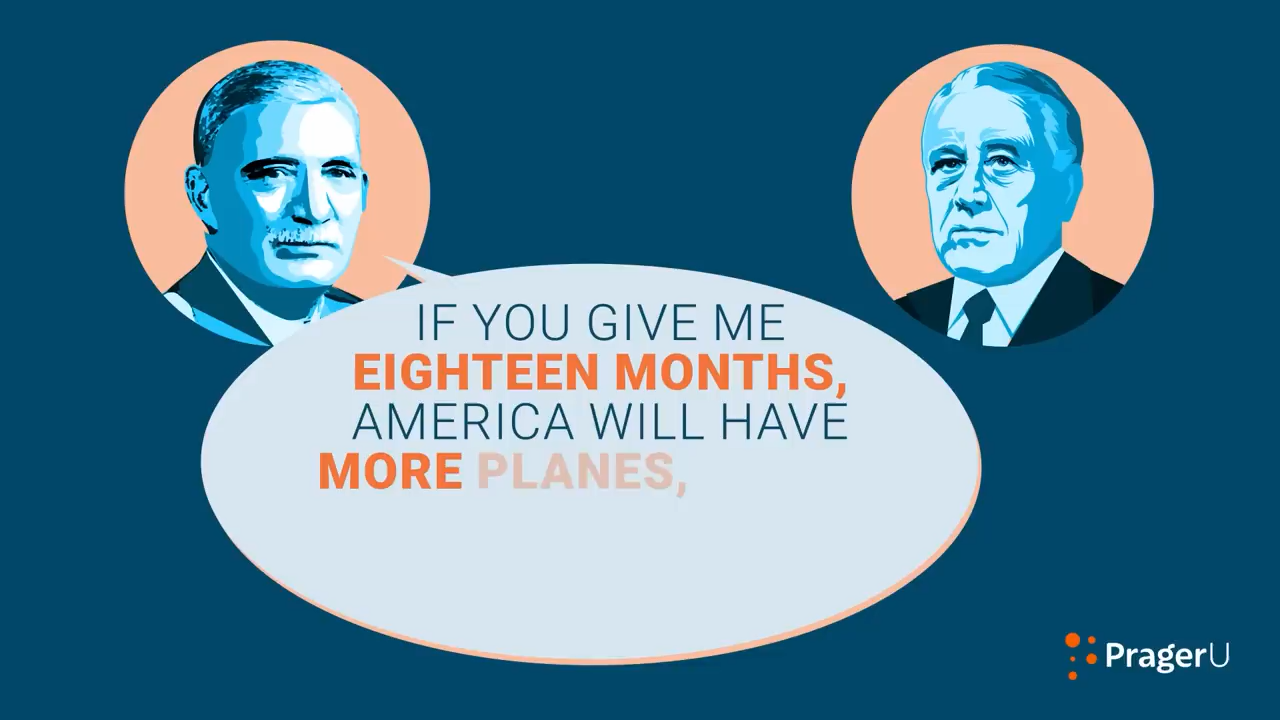 IF YOU GIVE ME
EIGHTEEN MONTHS,
AMERICA WILL HAVE
MORE PLANES,
PragerU